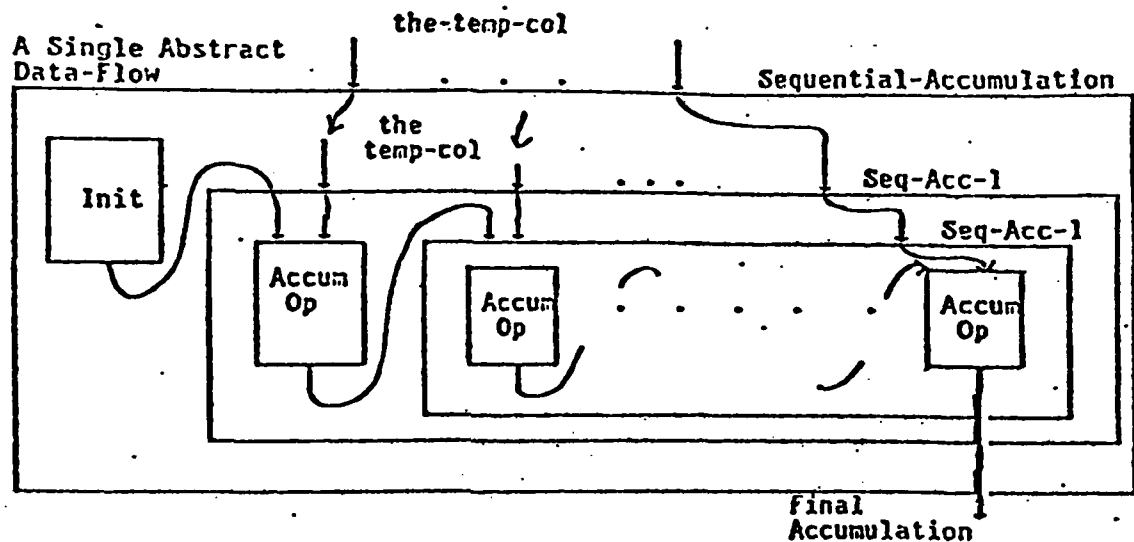 the-temp-col
A Single Abstract
Data-Flow
Sequential-Accumulation
the
temp-col
Seq-Acc-1
Init
Seq-Acc-1
Accum
Op
Accum
Op
Accum
Op
Final
Accumulation